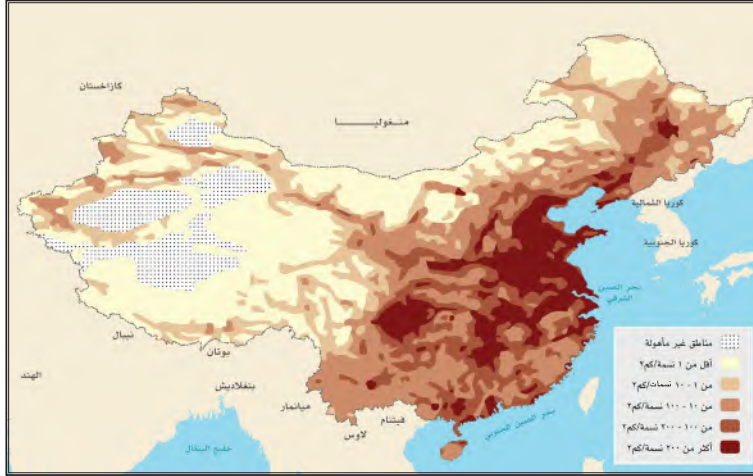 كازاخستان
منغوليـــــــا
كوريا الشمالية
كوريا الجنوبية
بحر الصين
الشرقي
نيبال
بوتان
الهند
بنغلاديش
ميانمار
فيتنام
لاوس
بحر الصين الجنوبي
خليج البنغال
مناطق غير مأهولة
أقل من ١ نسمة/كم٢
من ١ - ١٠ نسمات/كم٢
من ١٠ - ١٠٠ نسمة/كم٢
من ١٠٠ - ٢٠٠ نسمة/كم٢
أكثر من ٢٠٠ نسمة/كم٢